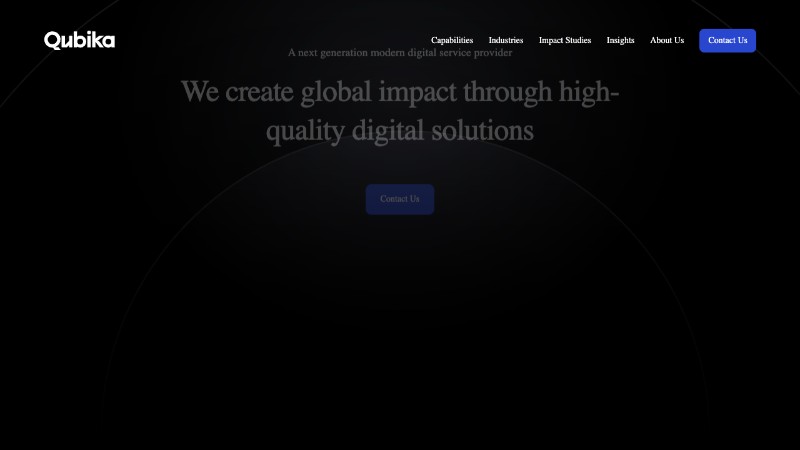 Qubika
Capabilities Industries Impact Studies Insights About Us Contact Us
A next generation modern digital service provider
We create global impact through high-
quality digital solutions
Contact Us